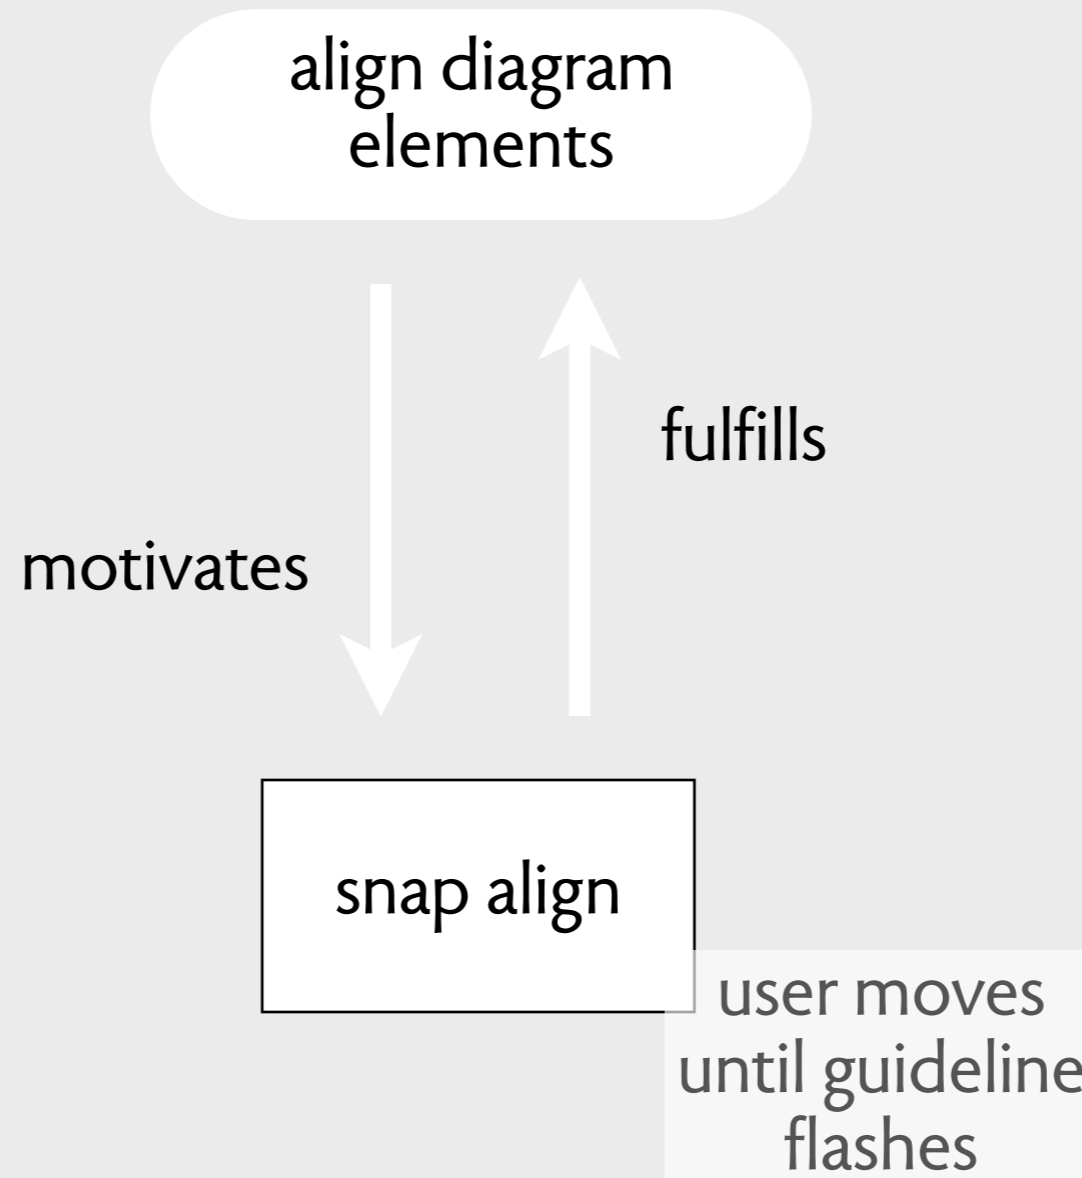 align diagram
elements
fulfills
motivates
snap align
user moves
until guideline
flashes